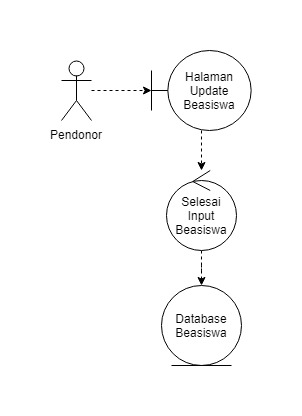 Halaman
Update
Beasiswa
Pendonor
Selesai
Input
Beasiswa
Database
Beasiswa